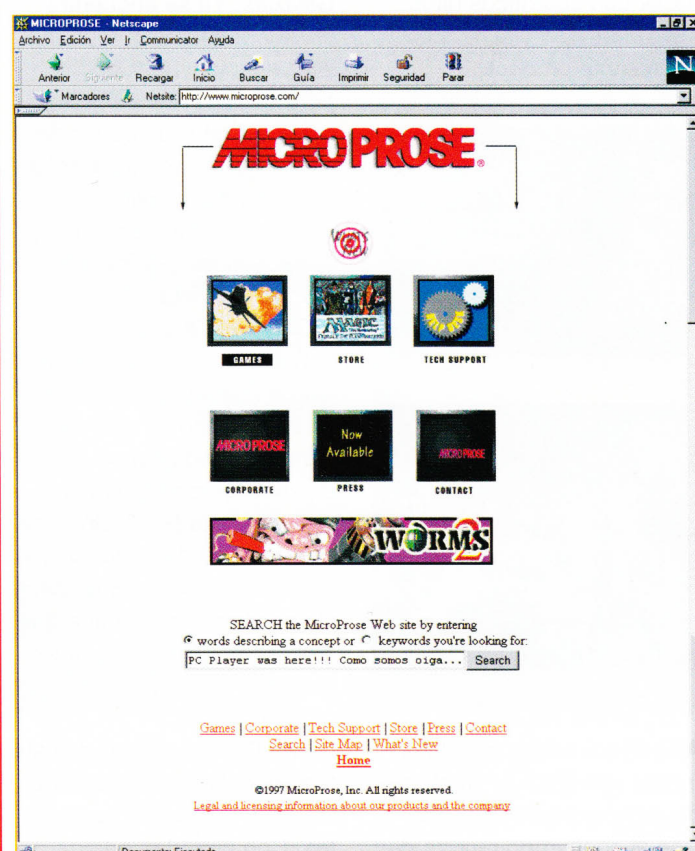 MICROPROSE - Netscape
Archivo Edición Ver Ir Communicator Ayuda
Anterior Siguiente Recargar Inicio Buscar Guía Imprimir Seguridad Parar
Marcadores Netsite: http://www.microprose.com/
MICROPROSE®
MAGIC
GAMES STORE TECH SUPPORT
MICROPROSE Now Available MICROPROSE
CORPORATE PRESS CONTACT
WORMS 2
SEARCH the MicroProse Web site by entering
words describing a concept or keywords you're looking for:
PC Player was here!!! Como somos oiga... Search
Games | Corporate | Tech Support | Store | Press | Contact
Search | Site Map | What's New
Home
©1997 MicroProse, Inc. All rights reserved.
Legal and licensing information about our products and the company
Documento: Ejecutado